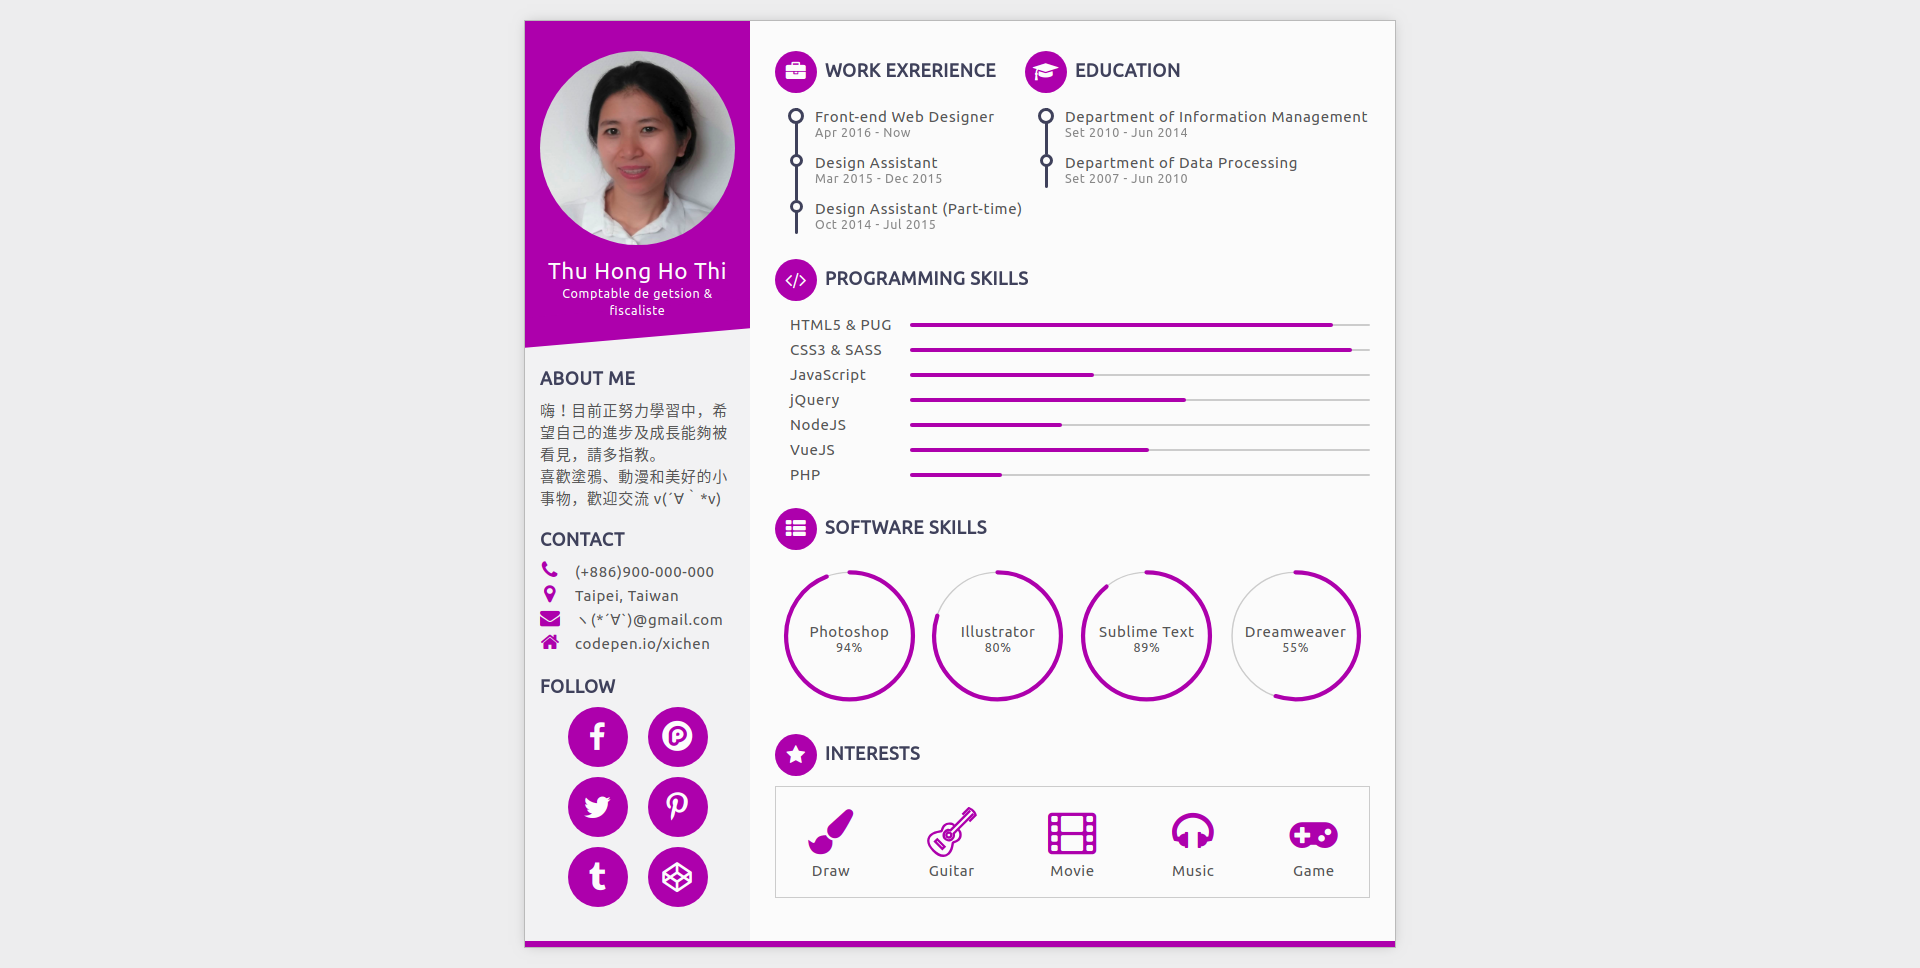 Thu Hong Ho Thi
Comptable de getsion &
fiscaliste
ABOUT ME
嗨！目前正努力學習中，希
望自己的進步及成長能夠被
看見，請多指教。
喜歡塗鴉、動漫和美好的小
事物，歡迎交流 v(´∀｀*v)
CONTACT
(+886)900-000-000
Taipei, Taiwan
ヽ(*´∀`)@gmail.com
codepen.io/xichen
FOLLOW
WORK EXRERIENCE
Front-end Web Designer
Apr 2016 - Now
Design Assistant
Mar 2015 - Dec 2015
Design Assistant (Part-time)
Oct 2014 - Jul 2015
EDUCATION
Department of Information Management
Set 2010 - Jun 2014
Department of Data Processing
Set 2007 - Jun 2010
PROGRAMMING SKILLS
HTML5 & PUG
CSS3 & SASS
JavaScript
jQuery
NodeJS
VueJS
PHP
SOFTWARE SKILLS
Photoshop
94%
Illustrator
80%
Sublime Text
89%
Dreamweaver
55%
INTERESTS
Draw
Guitar
Movie
Music
Game